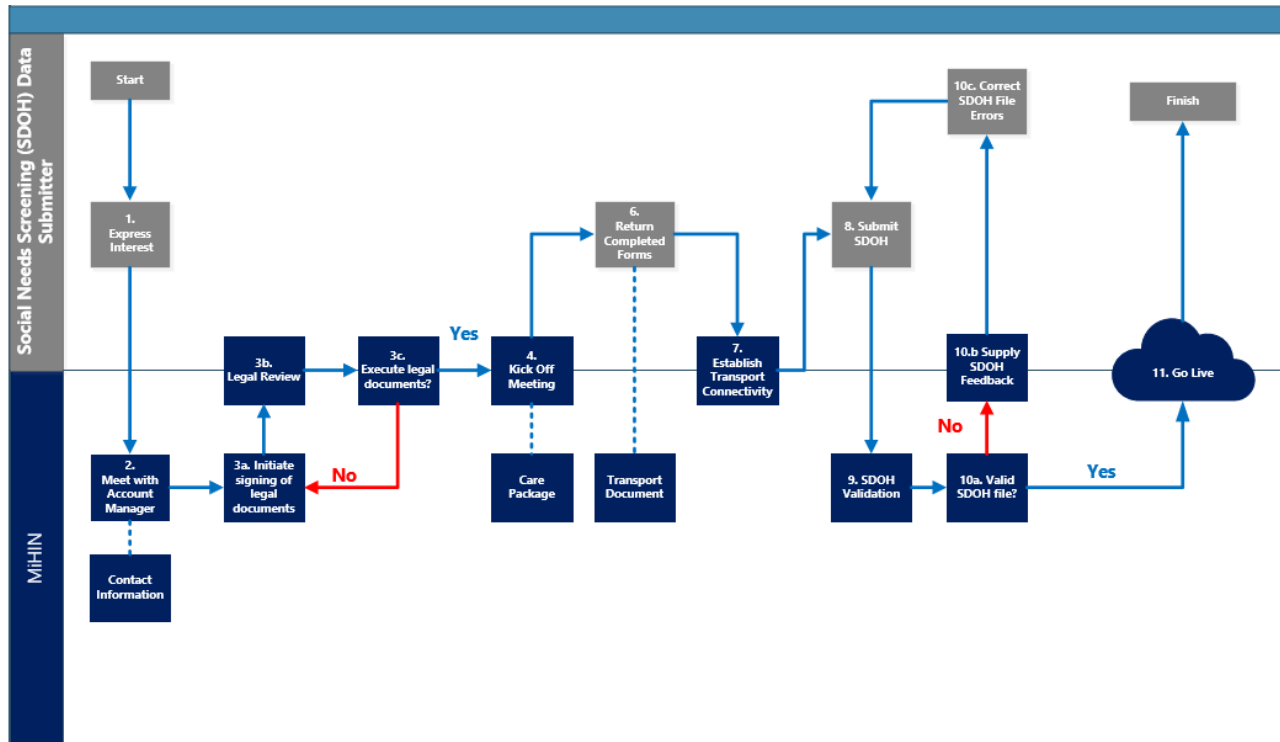 Social Needs Screening (SDOH) Data
Submitter
MiHIN
Start
1.
Express
Interest
2.
Meet with
Account
Manager
Contact
Information
3a. Initiate
signing of
legal
documents
3b.
Legal Review
3c.
Execute legal
documents?
No
Yes
4.
Kick Off
Meeting
Care
Package
6.
Return
Completed
Forms
Transport
Document
7.
Establish
Transport
Connectivity
8. Submit
SDOH
9. SDOH
Validation
10a. Valid
SDOH file?
No
10.b Supply
SDOH
Feedback
10c. Correct
SDOH File
Errors
Yes
11. Go Live
Finish